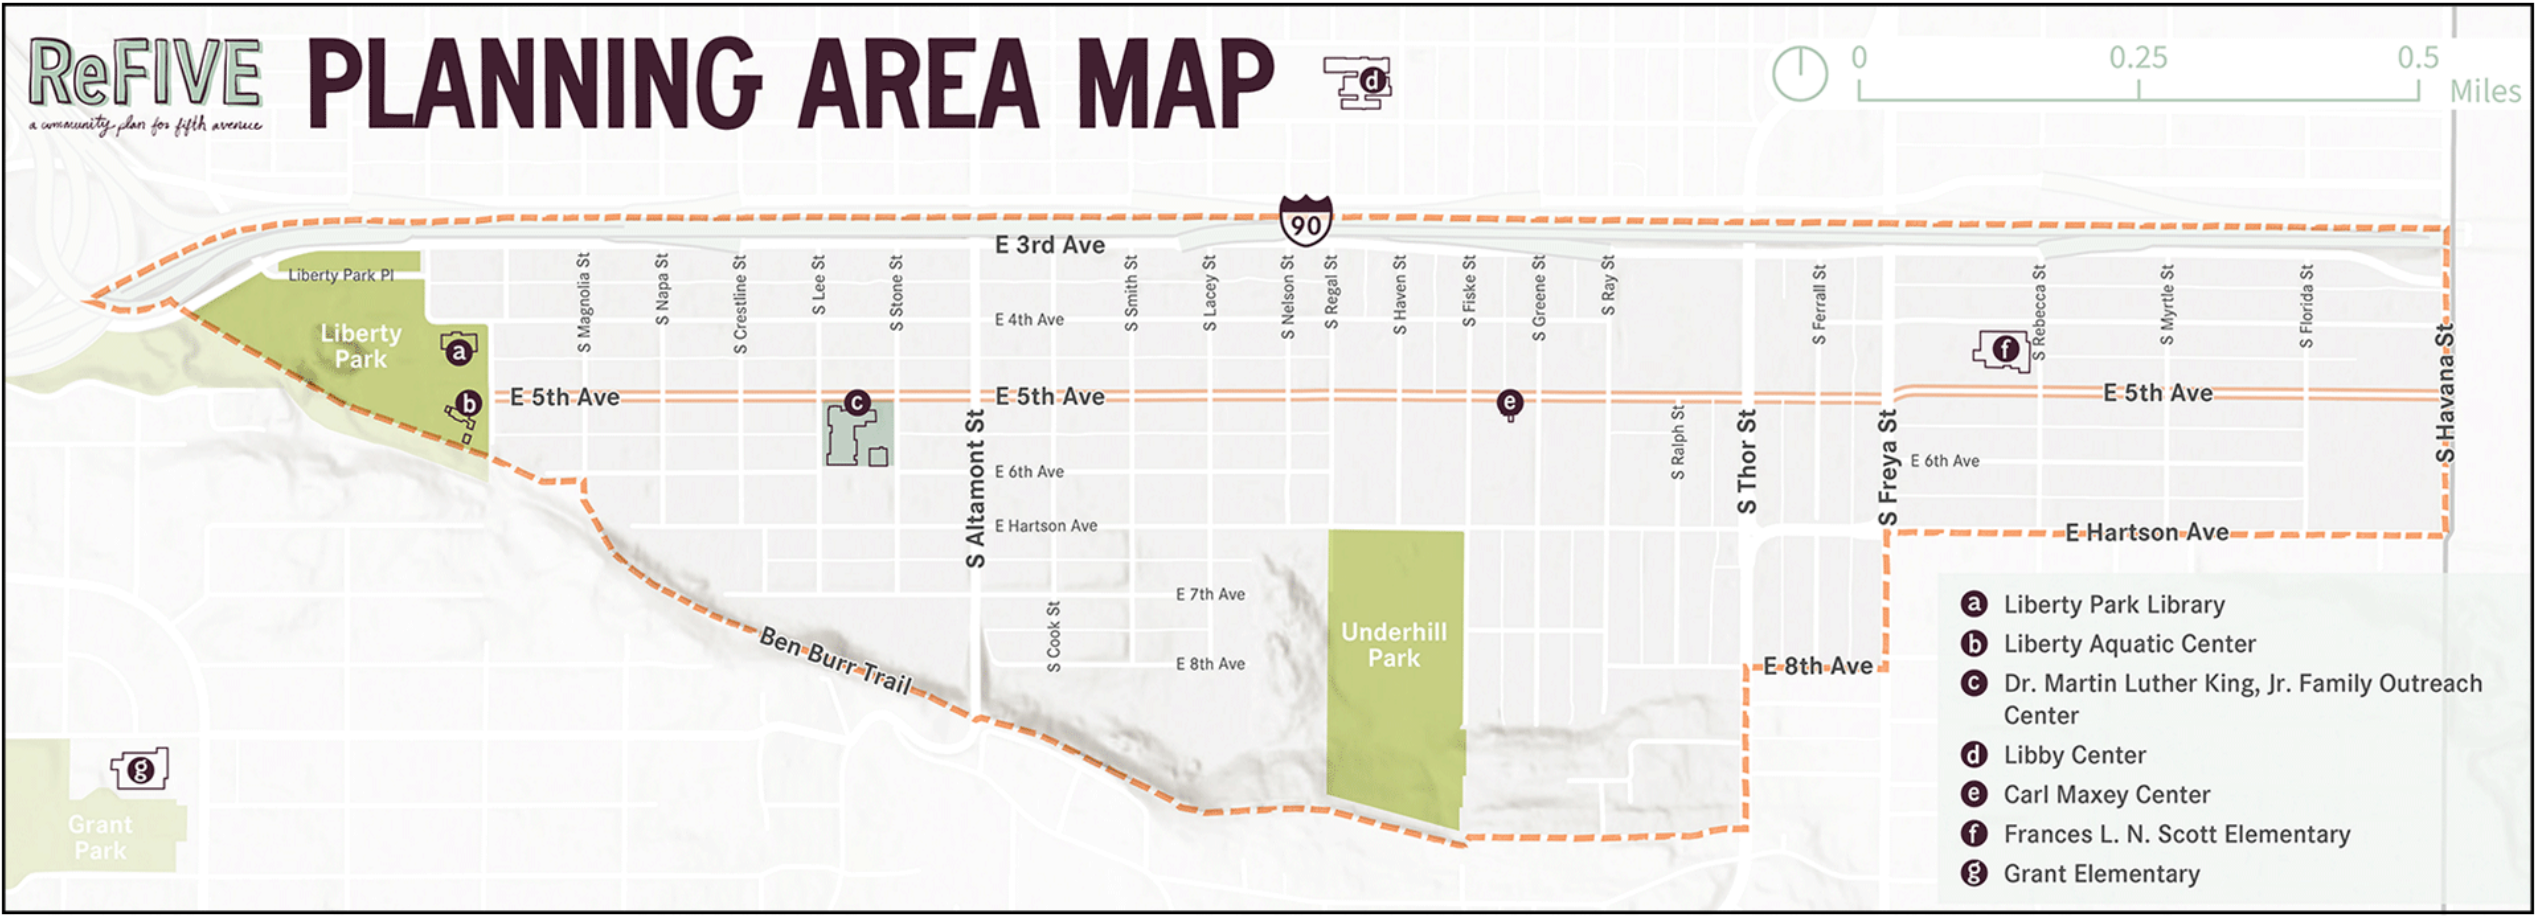 ReFIVE
a community plan for fifth avenue
PLANNING AREA MAP
d
0 0.25 0.5
Miles
90
E 3rd Ave
Liberty Park Pl
S Magnolia St
S Napa St
S Crestline St
S Lee St
S Stone St
S Smith St
S Lacey St
S Nelson St
S Regal St
S Haven St
S Fiske St
S Greene St
S Ray St
S Ferrall St
S Rebecca St
S Myrtle St
S Florida St
E 4th Ave
Liberty
Park
a
f
S Havana St
b
E 5th Ave
c
E 5th Ave
e
E 5th Ave
S Altamont St
S Ralph St
S Thor St
S Freya St
E 6th Ave
E 6th Ave
E Hartson Ave
E Hartson Ave
E 7th Ave
S Cook St
E 8th Ave
Underhill
Park
E 8th Ave
Ben Burr Trail
g
Grant
Park
a Liberty Park Library
b Liberty Aquatic Center
c Dr. Martin Luther King, Jr. Family Outreach
Center
d Libby Center
e Carl Maxey Center
f Frances L. N. Scott Elementary
g Grant Elementary